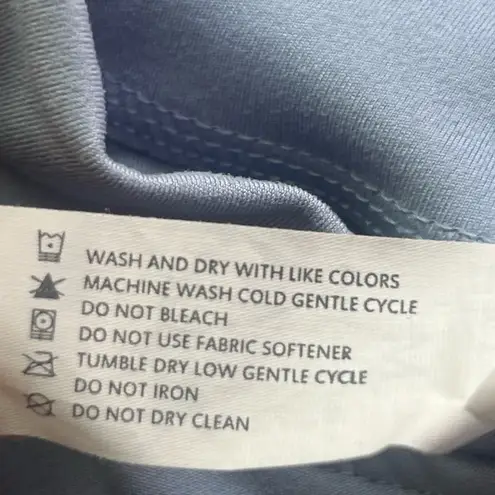 WASH AND DRY WITH LIKE COLORS
MACHINE WASH COLD GENTLE CYCLE
DO NOT BLEACH
DO NOT USE FABRIC SOFTENER
TUMBLE DRY LOW GENTLE CYCLE
DO NOT IRON
DO NOT DRY CLEAN